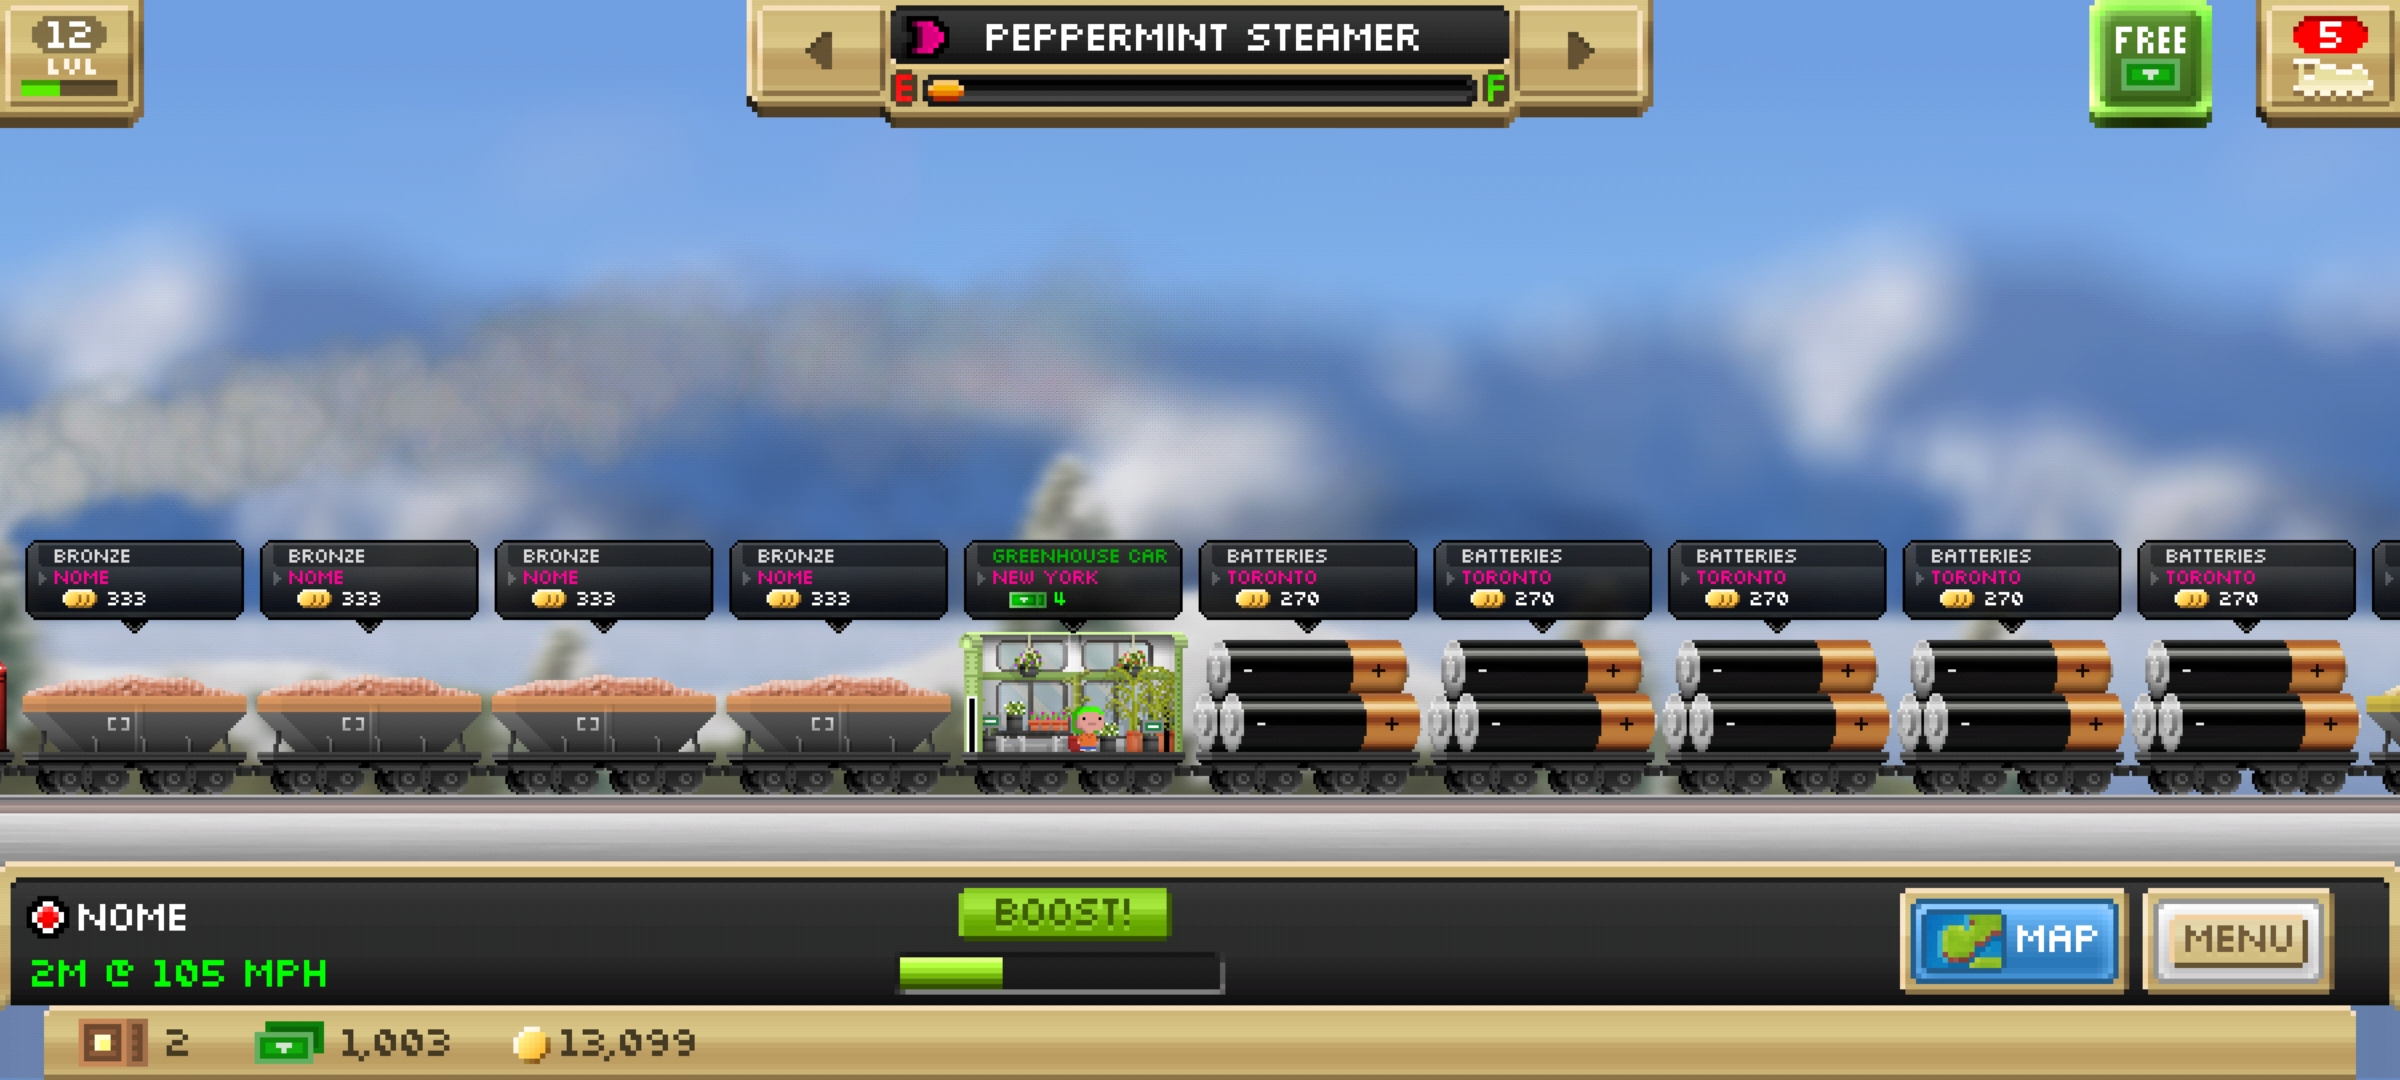 12
LVL
PEPPERMINT STEAMER
E F
FREE
5
BRONZE
NOME
333
BRONZE
NOME
333
BRONZE
NOME
333
BRONZE
NOME
333
GREENHOUSE CAR
NEW YORK
4
BATTERIES
TORONTO
270
BATTERIES
TORONTO
270
BATTERIES
TORONTO
270
BATTERIES
TORONTO
270
BATTERIES
TORONTO
270
- +
- +
- +
- +
- +
- +
- +
- +
- +
- +
NOME
2M @ 105 MPH
BOOST!
MAP
MENU
2
1,003
13,099